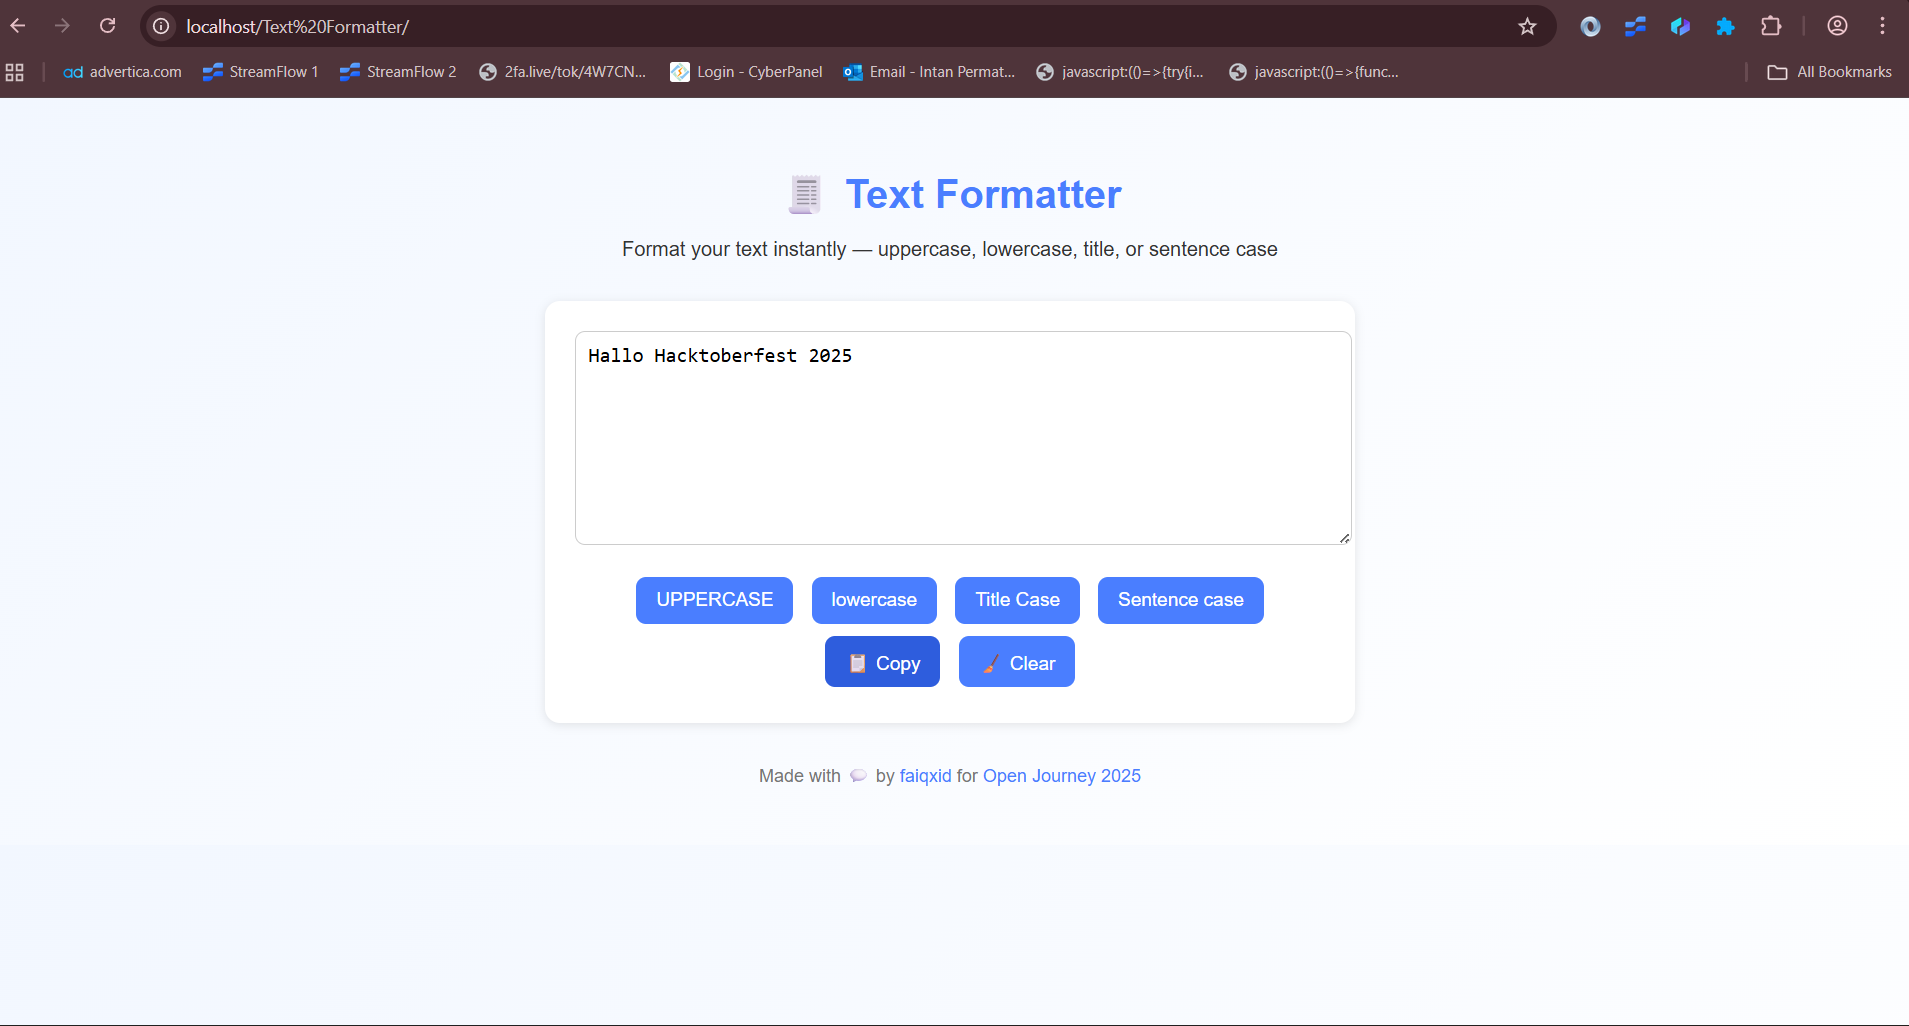 localhost/Text%20Formatter/
advertica.com StreamFlow 1 StreamFlow 2 2fa.live/tok/4W7CN... Login - CyberPanel Email - Intan Permat... javascript:(()=>{try{i... javascript:(()=>{func... All Bookmarks
Text Formatter
Format your text instantly — uppercase, lowercase, title, or sentence case
Hallo Hacktoberfest 2025
UPPERCASE lowercase Title Case Sentence case
Copy Clear
Made with 💬 by faiqxid for Open Journey 2025